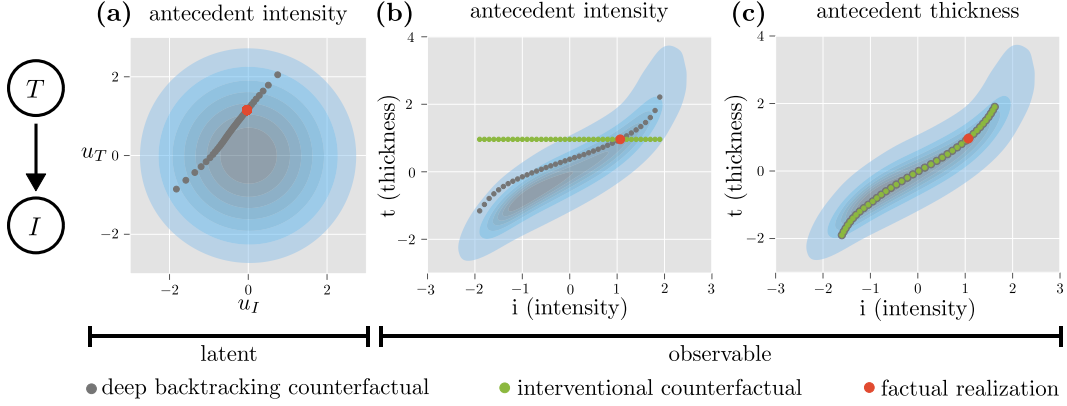 (a) antecedent intensity
(b) antecedent intensity
(c) antecedent thickness
T
I
u_T
2
0
−2
−2
0
2
u_I
t (thickness)
4
2
0
−2
−3
−2
−1
0
1
2
3
i (intensity)
t (thickness)
4
2
0
−2
−3
−2
−1
0
1
2
3
i (intensity)
latent
observable
deep backtracking counterfactual
interventional counterfactual
factual realization